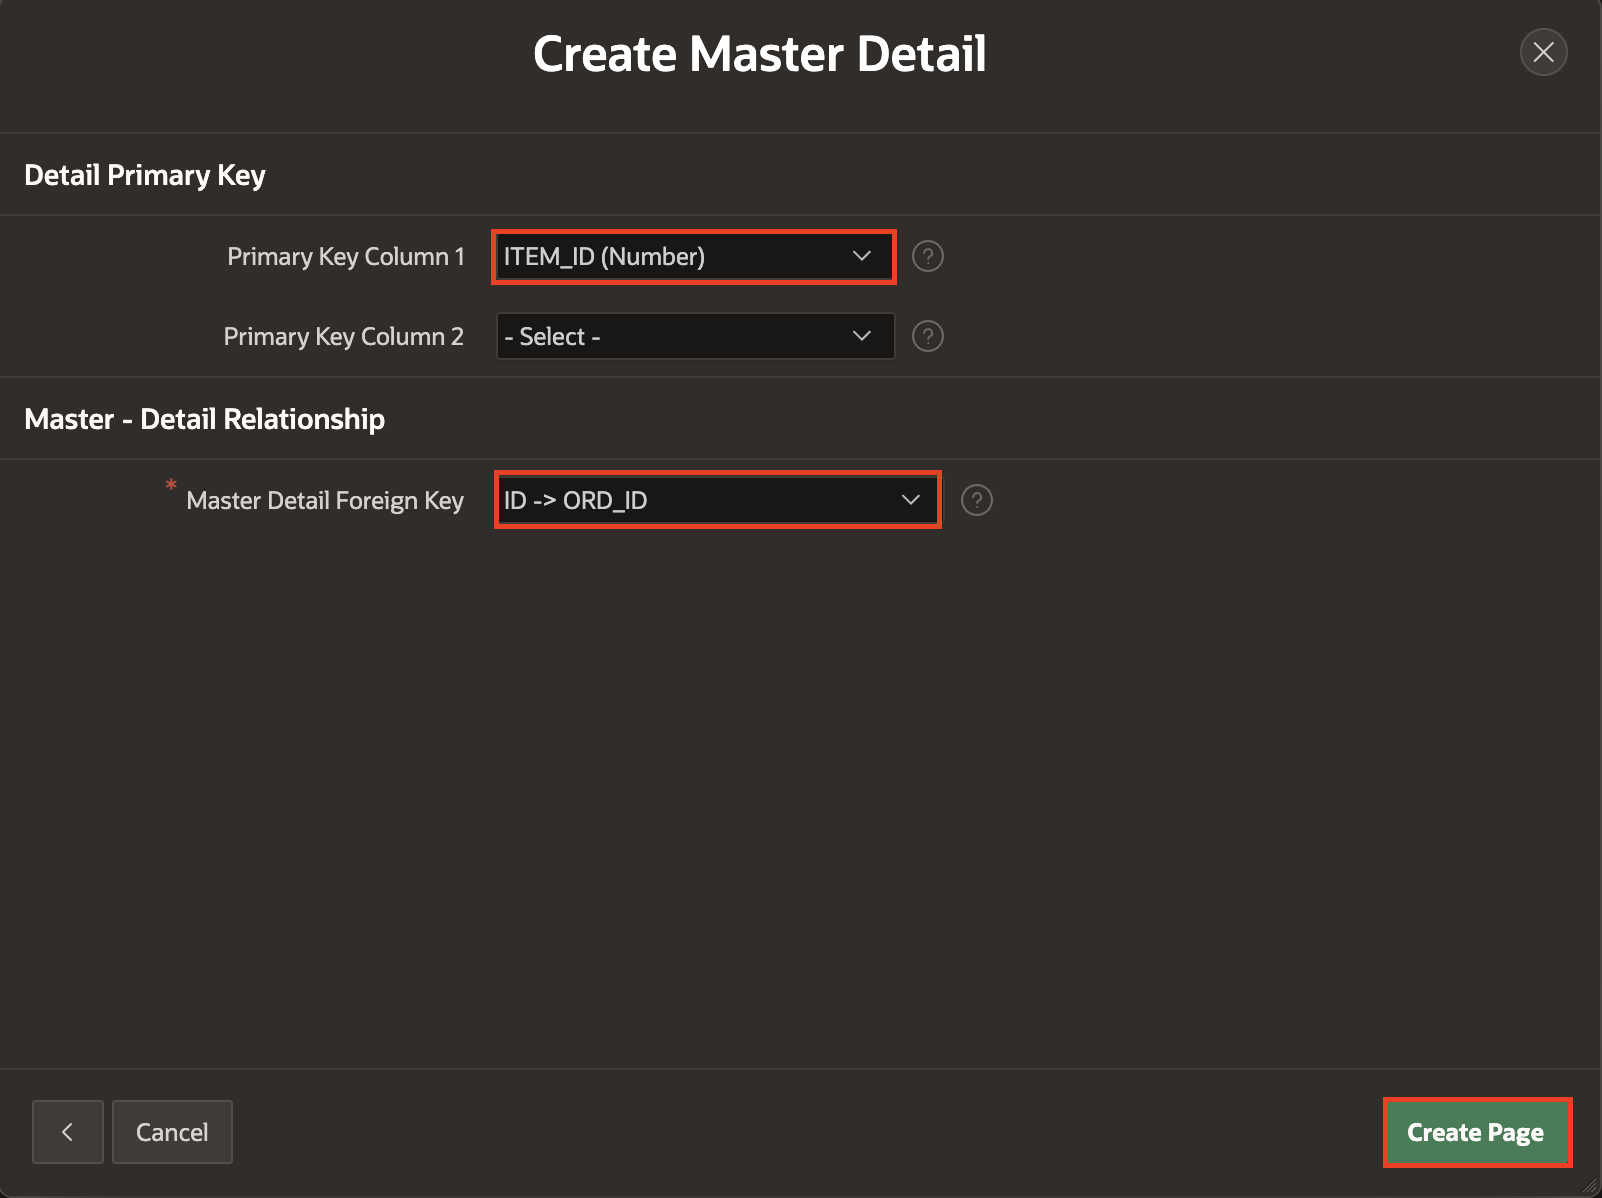 Create Master Detail
Detail Primary Key
Primary Key Column 1 ITEM_ID (Number) ?
Primary Key Column 2 - Select - ?
Master - Detail Relationship
* Master Detail Foreign Key ID -> ORD_ID ?
Cancel Create Page